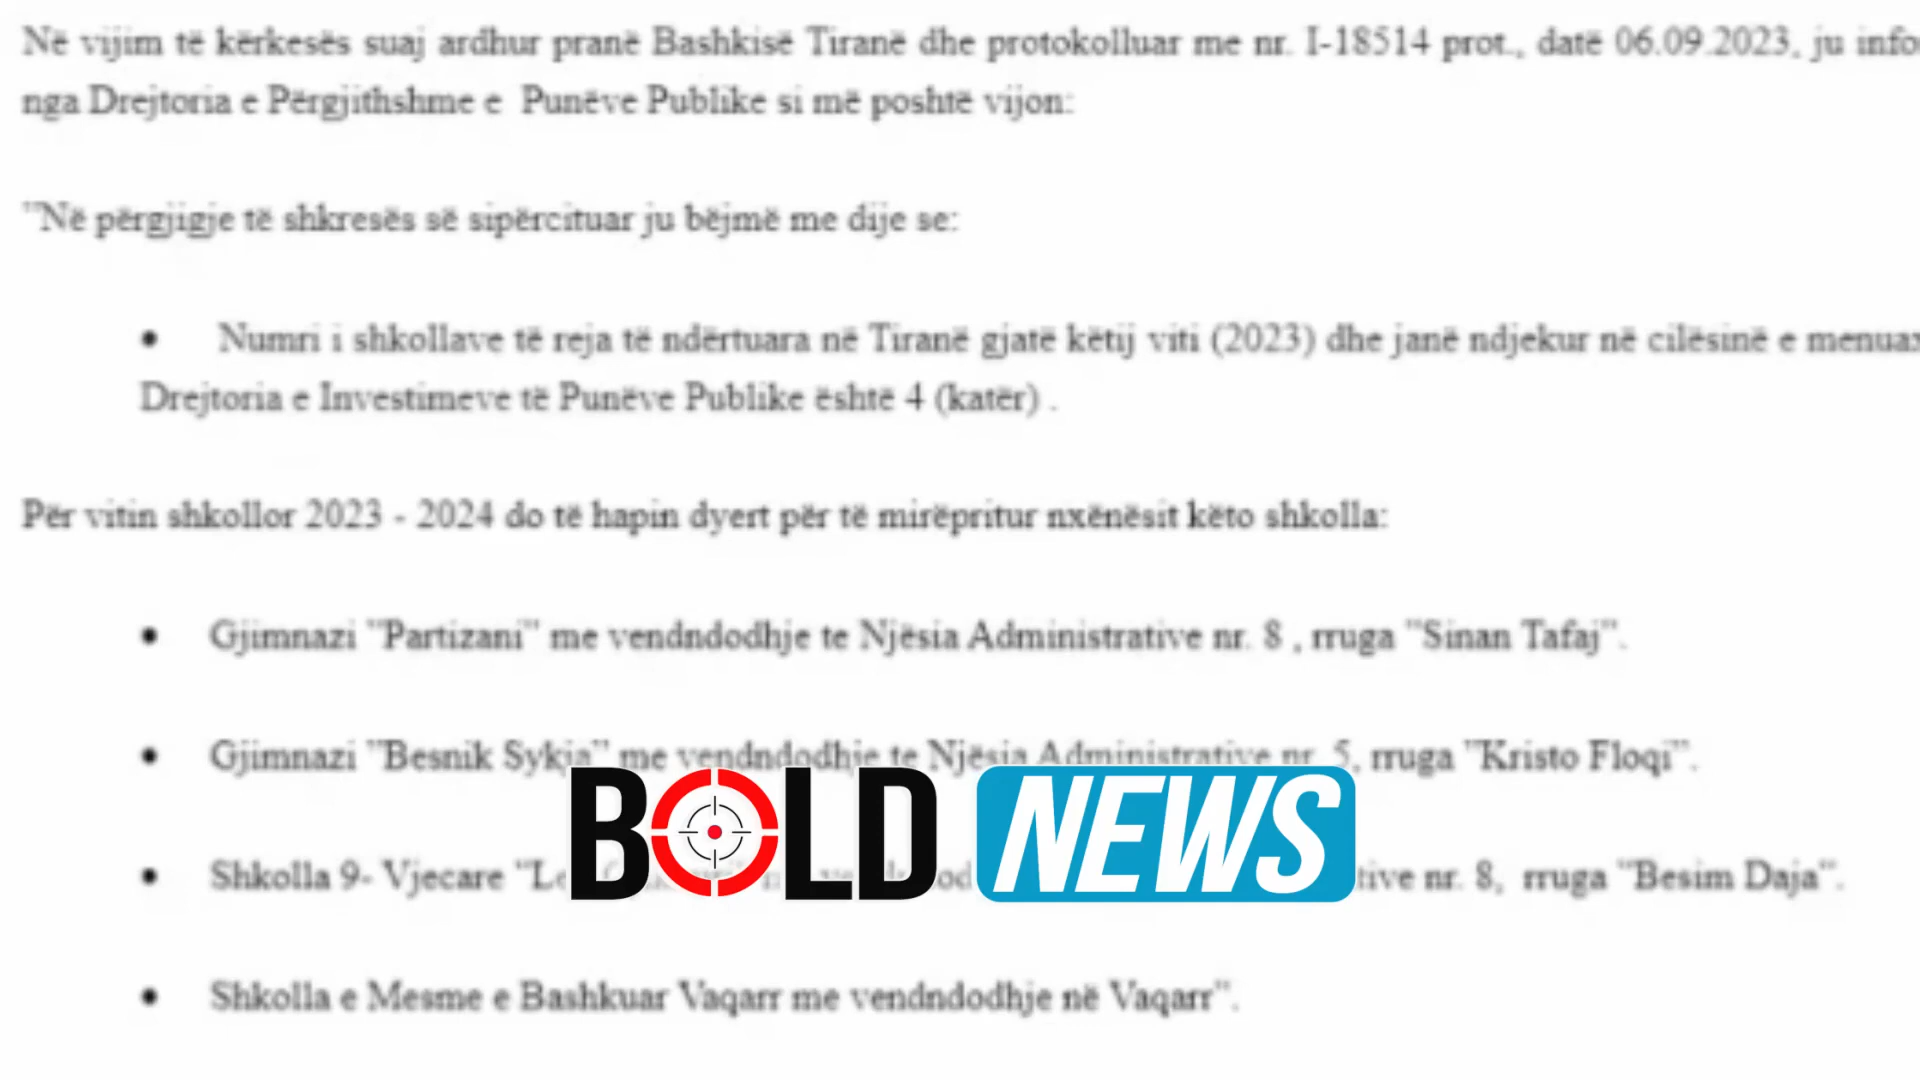 Në vijim të kërkesës suaj ardhur pranë Bashkisë Tiranë dhe protokolluar me nr. I-18514 prot., datë 06.09.2023, ju info
nga Drejtoria e Përgjithshme e Punëve Publike si më poshtë vijon:
"Në përgjigje të shkresës së sipërcituar ju bëjmë me dije se:
• Numri i shkollave të reja të ndërtuara në Tiranë gjatë këtij viti (2023) dhe janë ndjekur në cilësinë e menuax
Drejtoria e Investimeve të Punëve Publike është 4 (katër) .
Për vitin shkollor 2023 - 2024 do të hapin dyert për të mirëpritur nxënësit këto shkolla:
• Gjimnazi "Partizani" me vendndodhje te Njësia Administrative nr. 8 , rruga "Sinan Tafaj".
• Gjimnazi "Besnik Sykja" me vendndodhje te Njësia Administrative nr. 5, rruga "Kristo Floqi".
• Shkolla 9- Vjecare "Le tive nr. 8, rruga "Besim Daja".
BOLD NEWS
• Shkolla e Mesme e Bashkuar Vaqarr me vendndodhje në Vaqarr".